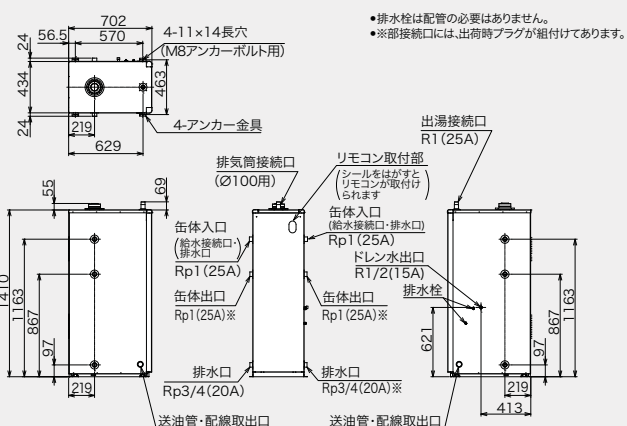 702
56.5
570
24
434
24
463
219
629
4-11×14長穴
(M8アンカーボルト用)
4-アンカー金具
●排水栓は配管の必要はありません。
●※部接続口には、出荷時プラグが組付けてあります。
出湯接続口
R1(25A)
排気筒接続口
(Ø100用)
リモコン取付部
(シールをはがすと
リモコンが取付け
られます)
55
69
缶体入口
(給水接続口・
排水口)
Rp1(25A)
缶体入口
(給水接続口・排水口)
Rp1(25A)
ドレン水出口
R1/2(15A)
排水栓
缶体出口
Rp1(25A)※
缶体出口
Rp1(25A)※
排水口
Rp3/4(20A)
排水口
Rp3/4(20A)※
1410
1163
867
97
219
621
1163
867
97
219
413
送油管・配線取出口
送油管・配線取出口